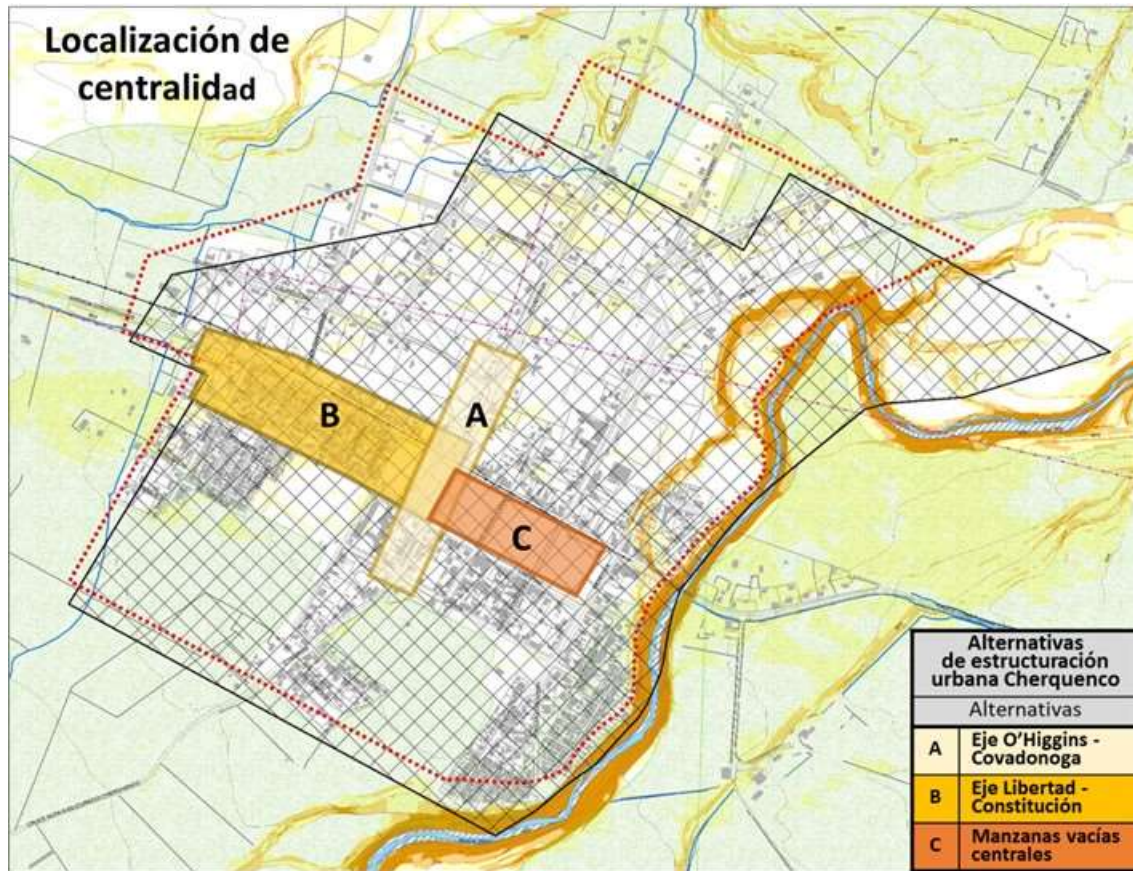 Localización de
centralidad
B
A
C
Alternativas
de estructuración
urbana Cherquenco
Alternativas
A Eje O'Higgins -
Covadonoga
B Eje Libertad -
Constitución
C Manzanas vacías
centrales